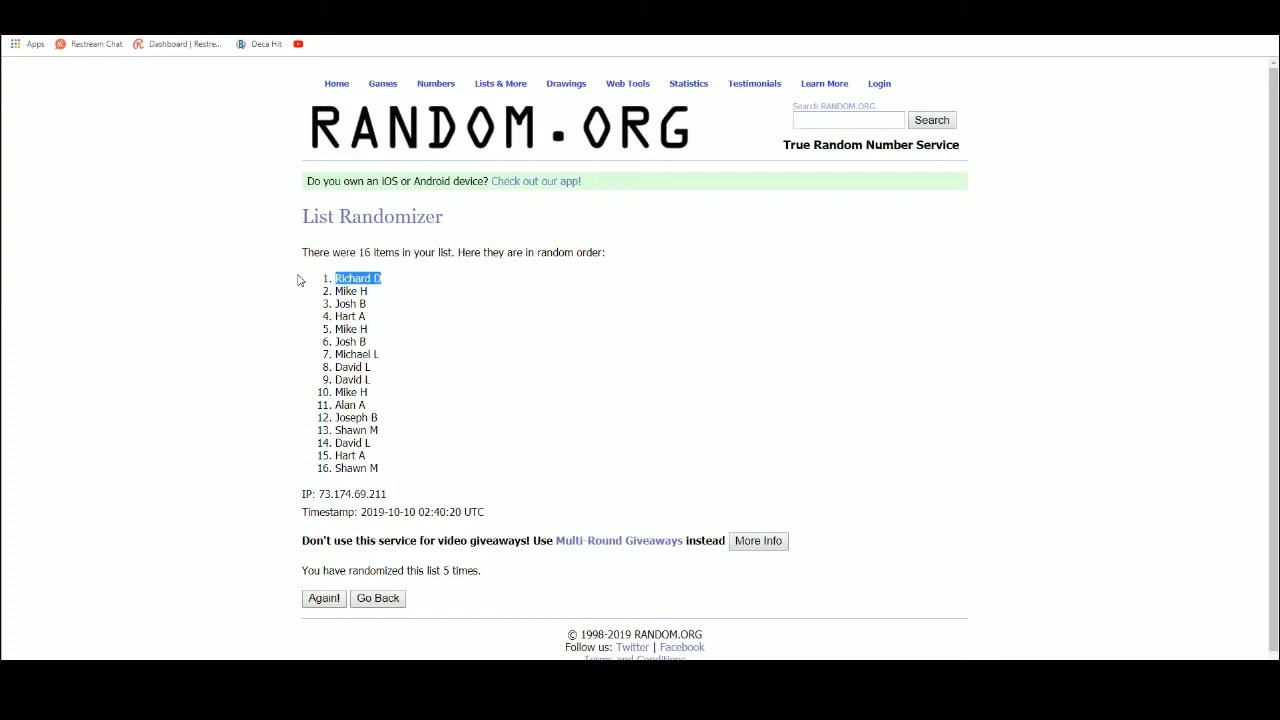 Apps Restream Chat Dashboard | Restre... Deca Hit
Home Games Numbers Lists & More Drawings Web Tools Statistics Testimonials Learn More Login
RANDOM.ORG
Search RANDOM.ORG
Search
True Random Number Service
Do you own an iOS or Android device? Check out our app!
List Randomizer
There were 16 items in your list. Here they are in random order:
1. Richard D
2. Mike H
3. Josh B
4. Hart A
5. Mike H
6. Josh B
7. Michael L
8. David L
9. David L
10. Mike H
11. Alan A
12. Joseph B
13. Shawn M
14. David L
15. Hart A
16. Shawn M
IP: 73.174.69.211
Timestamp: 2019-10-10 02:40:20 UTC
Don't use this service for video giveaways! Use Multi-Round Giveaways instead More Info
You have randomized this list 5 times.
Again! Go Back
© 1998-2019 RANDOM.ORG
Follow us: Twitter | Facebook
Terms and Conditions